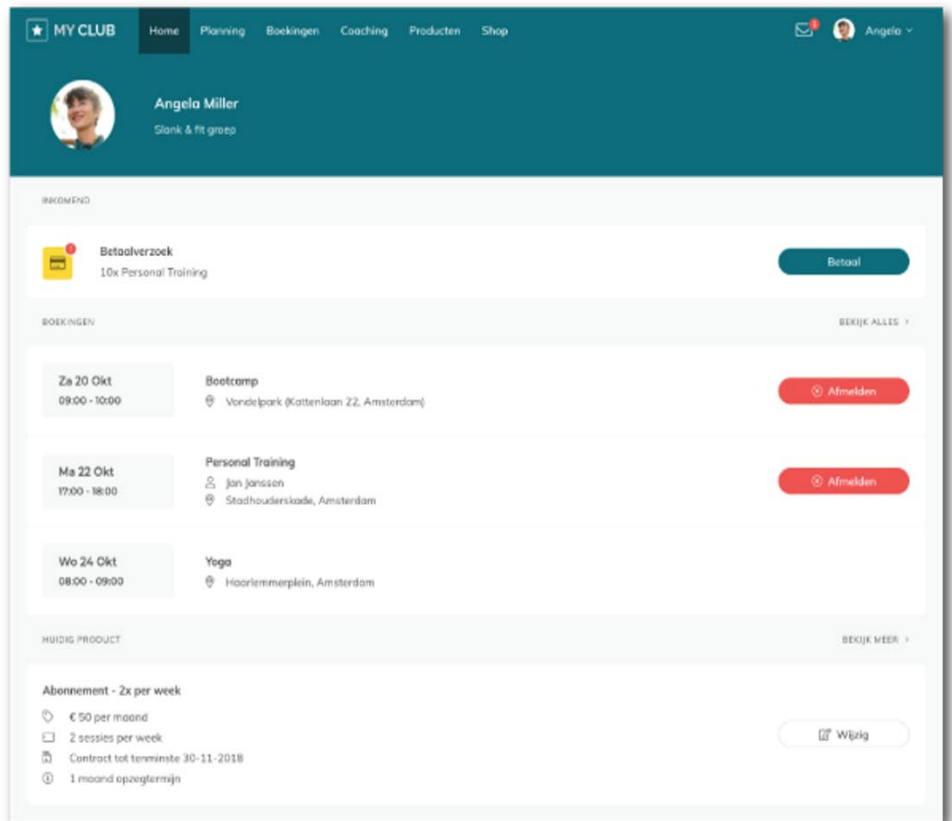 MY CLUB Home Planning Boekingen Coaching Producten Shop 1 Angela
Angela Miller
Slank & fit groep
INKOMEND
Betaalverzoek
10x Personal Training
Betaal
BOEKINGEN
BEKIJK ALLES >
Za 20 Okt
09:00 - 10:00
Bootcamp
Vondelpark (Kattenlaan 22, Amsterdam)
Afmelden
Ma 22 Okt
17:00 - 18:00
Personal Training
Jan Janssen
Stadhouderskade, Amsterdam
Afmelden
Wo 24 Okt
08:00 - 09:00
Yoga
Haarlemmerplein, Amsterdam
HUIDIG PRODUCT
BEKIJK MEER >
Abonnement - 2x per week
€ 50 per maand
2 sessies per week
Contract tot tenminste 30-11-2018
1 maand opzegtermijn
Wijzig